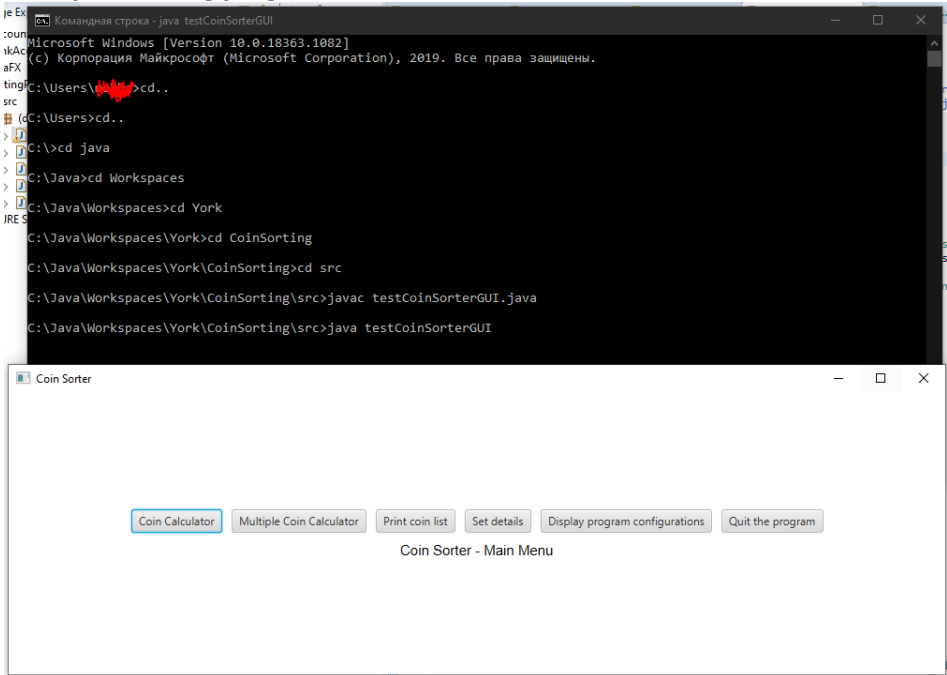 Командная строка - java testCoinSorterGUI
Microsoft Windows [Version 10.0.18363.1082]
(c) Корпорация Майкрософт (Microsoft Corporation), 2019. Все права защищены.
C:\Users\ >cd..
C:\Users>cd..
C:\>cd java
C:\Java>cd Workspaces
C:\Java\Workspaces>cd York
C:\Java\Workspaces\York>cd CoinSorting
C:\Java\Workspaces\York\CoinSorting>cd src
C:\Java\Workspaces\York\CoinSorting\src>javac testCoinSorterGUI.java
C:\Java\Workspaces\York\CoinSorting\src>java testCoinSorterGUI
Coin Sorter
Coin Calculator Multiple Coin Calculator Print coin list Set details Display program configurations Quit the program
Coin Sorter - Main Menu